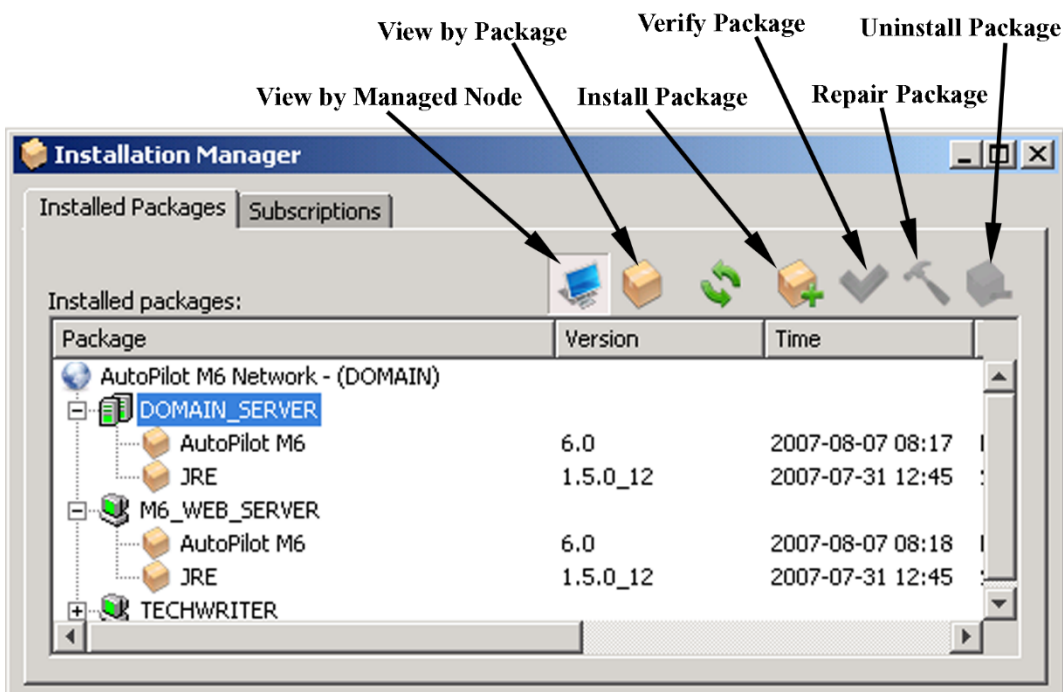 View by Package
Verify Package
Uninstall Package
View by Managed Node
Install Package
Repair Package
Installation Manager
Installed Packages
Subscriptions
Installed packages:
Package Version Time
AutoPilot M6 Network - (DOMAIN)
DOMAIN_SERVER
AutoPilot M6 6.0 2007-08-07 08:17
JRE 1.5.0_12 2007-07-31 12:45
M6_WEB_SERVER
AutoPilot M6 6.0 2007-08-07 08:18
JRE 1.5.0_12 2007-07-31 12:45
TECHWRITER